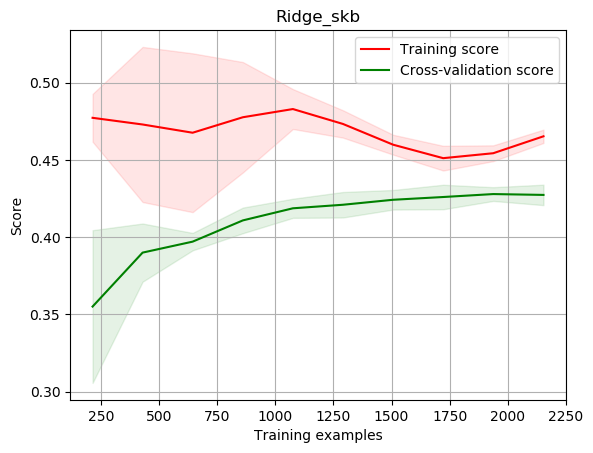 Ridge_skb
Training score
Cross-validation score
Score
0.50
0.45
0.40
0.35
0.30
250 500 750 1000 1250 1500 1750 2000 2250
Training examples